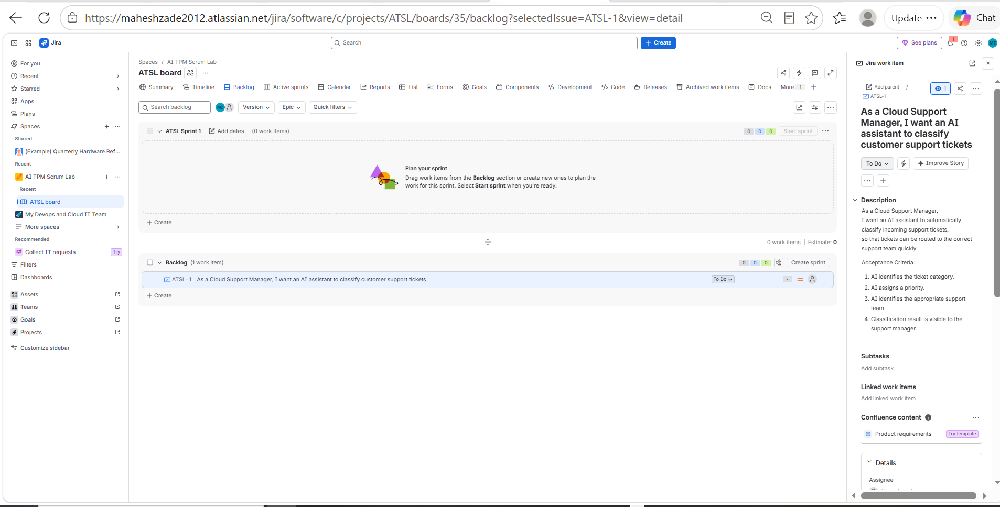 https://maheshzade2012.atlassian.net/jira/software/c/projects/ATSL/boards/35/backlog?selectedIssue=ATSL-1&view=detail
Update
Chat
Jira
Search
Create
See plans
1
MZ
For you
Recent
Starred
Apps
Plans
Spaces
Starred
(Example) Quarterly Hardware Ref...
Recent
AI TPM Scrum Lab
Recent
ATSL board
My Devops and Cloud IT Team
More spaces
Recommended
Collect IT requests Try
Filters
Dashboards
Assets
Teams
Goals
Projects
Customize sidebar
Spaces / AI TPM Scrum Lab
ATSL board
Summary Timeline Backlog Active sprints Calendar Reports List Forms Goals Components Development Code Releases Archived work items Docs More 1
Search backlog MZ Version Epic Quick filters
ATSL Sprint 1 Add dates (0 work items) 0 0 0 Start sprint
Plan your sprint
Drag work items from the Backlog section or create new ones to plan the
work for this sprint. Select Start sprint when you're ready.
Create
0 work items Estimate: 0
Backlog (1 work item) 0 0 0 Create sprint
ATSL-1 As a Cloud Support Manager, I want an AI assistant to classify customer support tickets To Do -
Create
Jira work item
Add parent / 1
ATSL-1
As a Cloud Support
Manager, I want an AI
assistant to classify
customer support tickets
To Do Improve Story
Description
As a Cloud Support Manager,
I want an AI assistant to automatically
classify incoming support tickets,
so that tickets can be routed to the correct
support team quickly.
Acceptance Criteria:
1. AI identifies the ticket category.
2. AI assigns a priority.
3. AI identifies the appropriate support
team.
4. Classification result is visible to the
support manager.
Subtasks
Add subtask
Linked work items
Add linked work item
Confluence content
Product requirements Try template
Details
Assignee